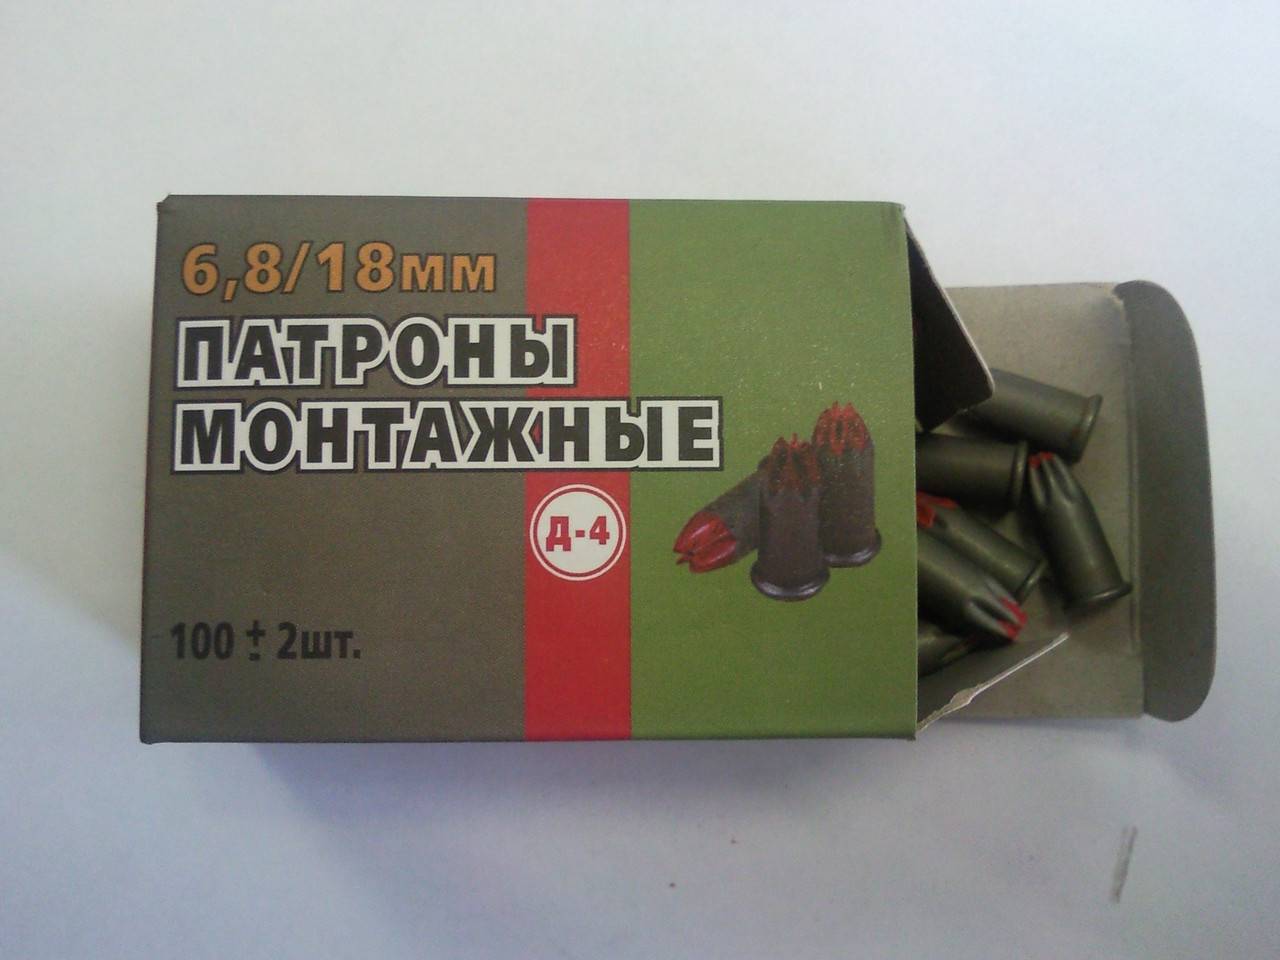 6,8/18мм
ПАТРОНЫ
МОНТАЖНЫЕ
Д-4
100 ± 2шт.